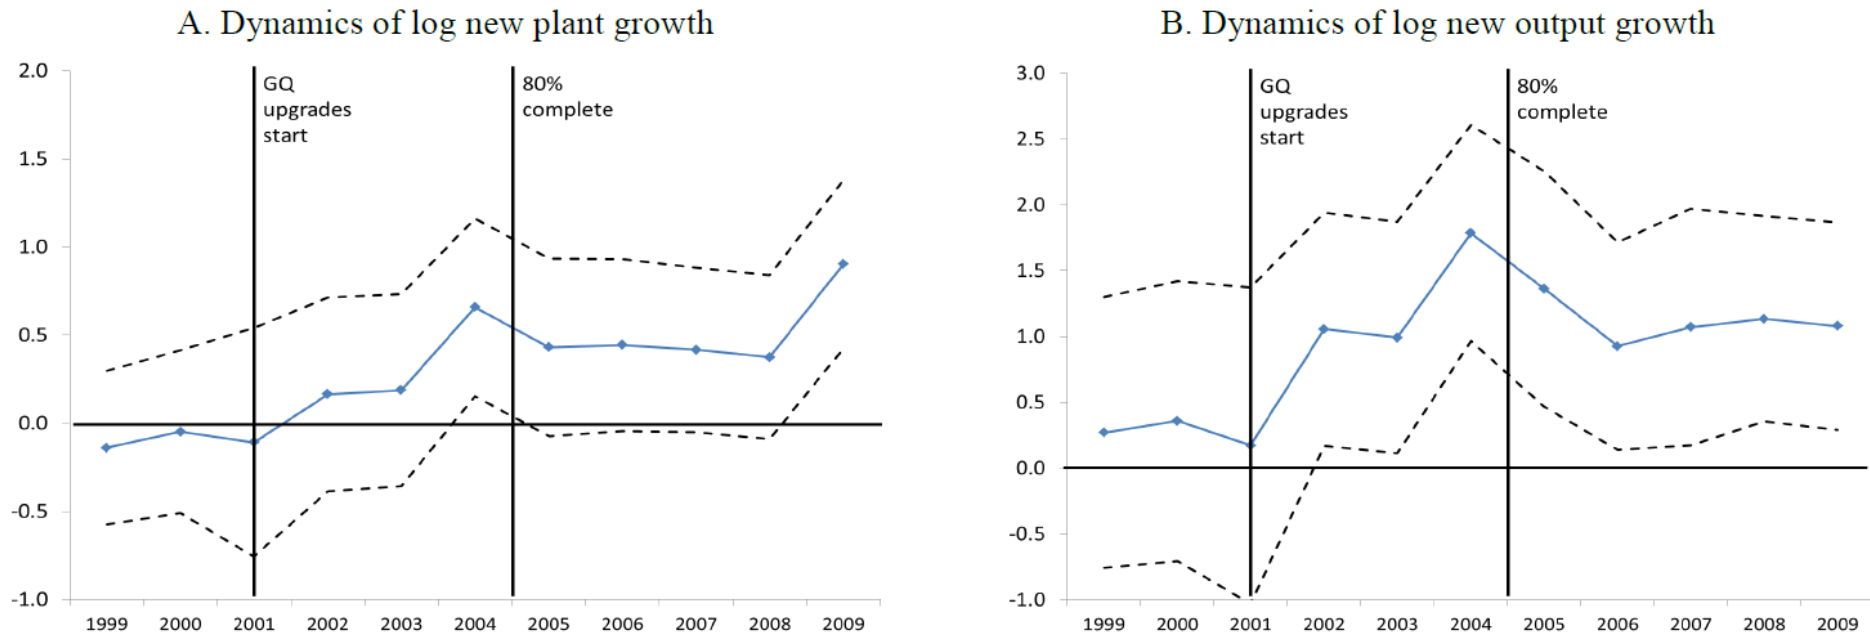 A. Dynamics of log new plant growth
2.0
1.5
1.0
0.5
0.0
-0.5
-1.0
GQ
upgrades
start
80%
complete
1999 2000 2001 2002 2003 2004 2005 2006 2007 2008 2009
B. Dynamics of log new output growth
3.0
2.5
2.0
1.5
1.0
0.5
0.0
-0.5
-1.0
GQ
upgrades
start
80%
complete
1999 2000 2001 2002 2003 2004 2005 2006 2007 2008 2009